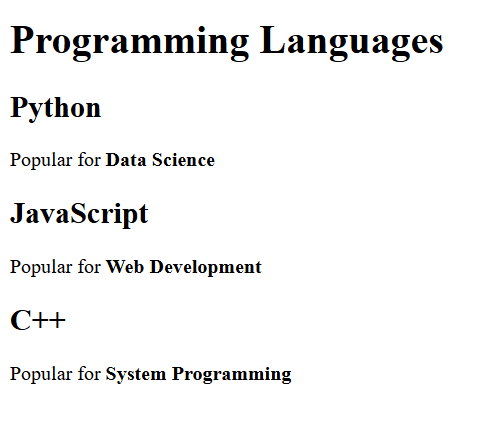 Programming Languages
Python
Popular for Data Science
JavaScript
Popular for Web Development
C++
Popular for System Programming